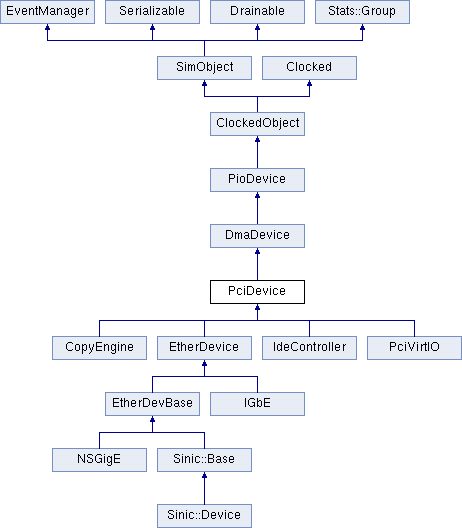 EventManager
Serializable
Drainable
Stats::Group
SimObject
Clocked
ClockedObject
PioDevice
DmaDevice
PciDevice
CopyEngine
EtherDevice
IdeController
PciVirtIO
EtherDevBase
IGbE
NSGigE
Sinic::Base
Sinic::Device